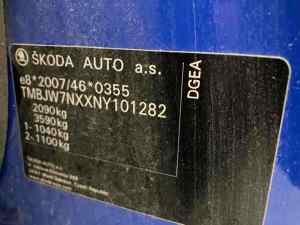 ŠKODA AUTO a.s.
e8*2007/46*0355
TMBJW7NXXNY101282
2090kg
3590kg
1- 1040kg
2- 1100kg
DGEA